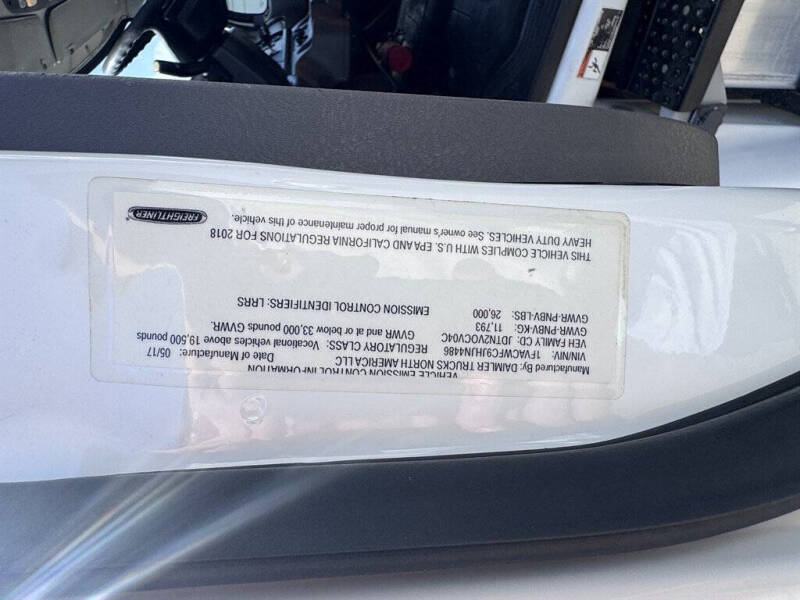 VEHICLE EMISSION CONTROL INFORMATION
Manufactured By: DAIMLER TRUCKS NORTH AMERICA LLC
Date of Manufacture: 05/17
VIN/NIV: 1FVACWFC9JHJN4486
REGULATORY CLASS: Vocational vehicles above 19,500 pounds GVWR and at or below 33,000 pounds GVWR.
VEH FAMILY CD: JDTN2VOCV04C
GVWR-PNBV-KG: 11,793
GVWR-PNBV-LBS: 26,000
EMISSION CONTROL IDENTIFIERS: LRRS
THIS VEHICLE COMPLIES WITH U.S. EPA AND CALIFORNIA REGULATIONS FOR 2018
HEAVY DUTY VEHICLES. See owner's manual for proper maintenance of this vehicle.
FREIGHTLINER